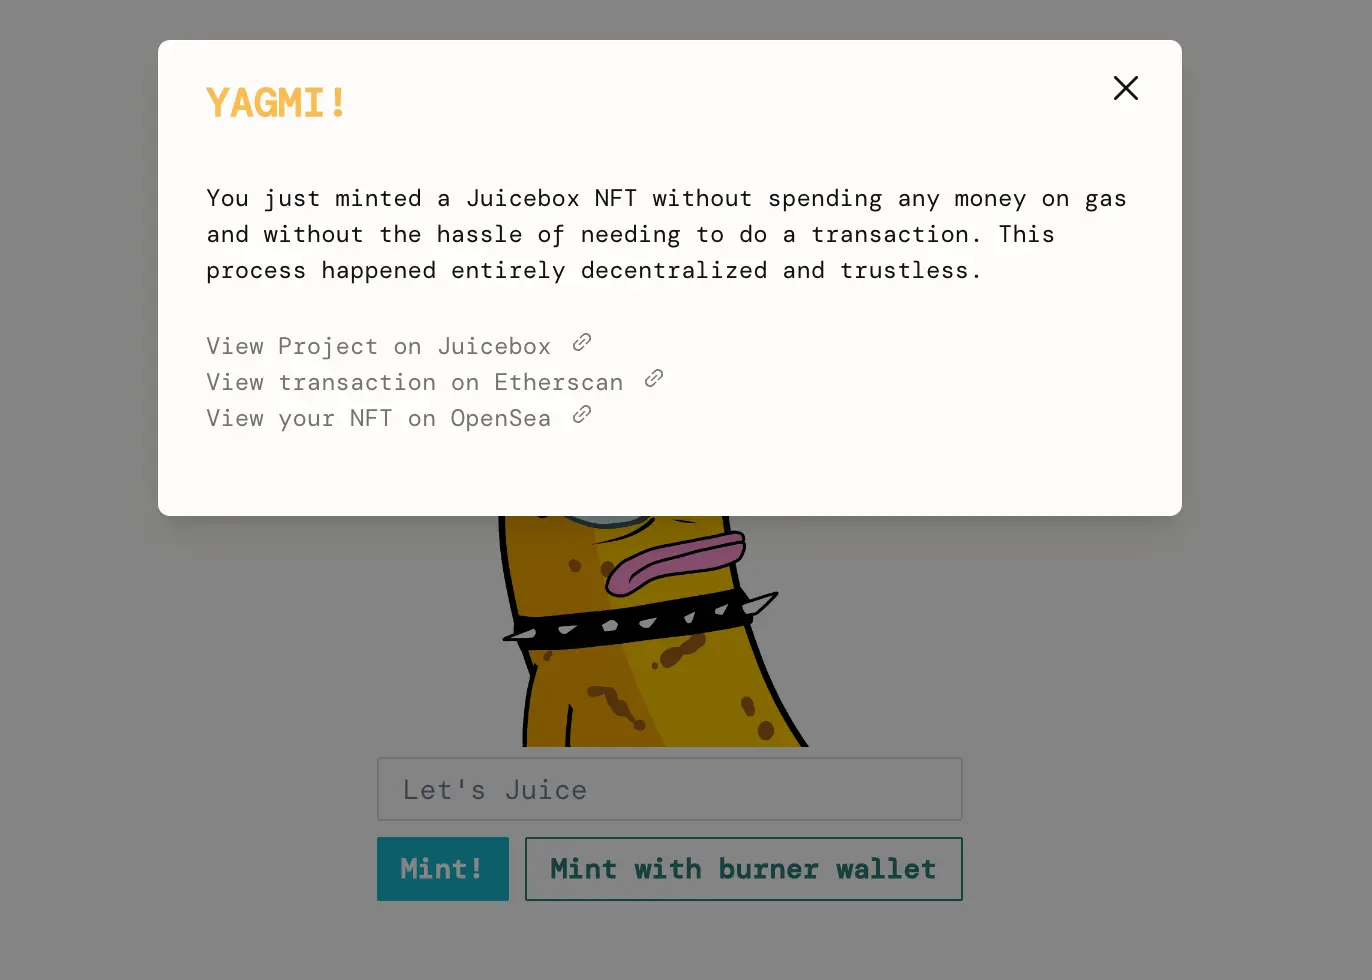 YAGMI!
You just minted a Juicebox NFT without spending any money on gas
and without the hassle of needing to do a transaction. This
process happened entirely decentralized and trustless.
View Project on Juicebox
View transaction on Etherscan
View your NFT on OpenSea
Let's Juice
Mint!
Mint with burner wallet